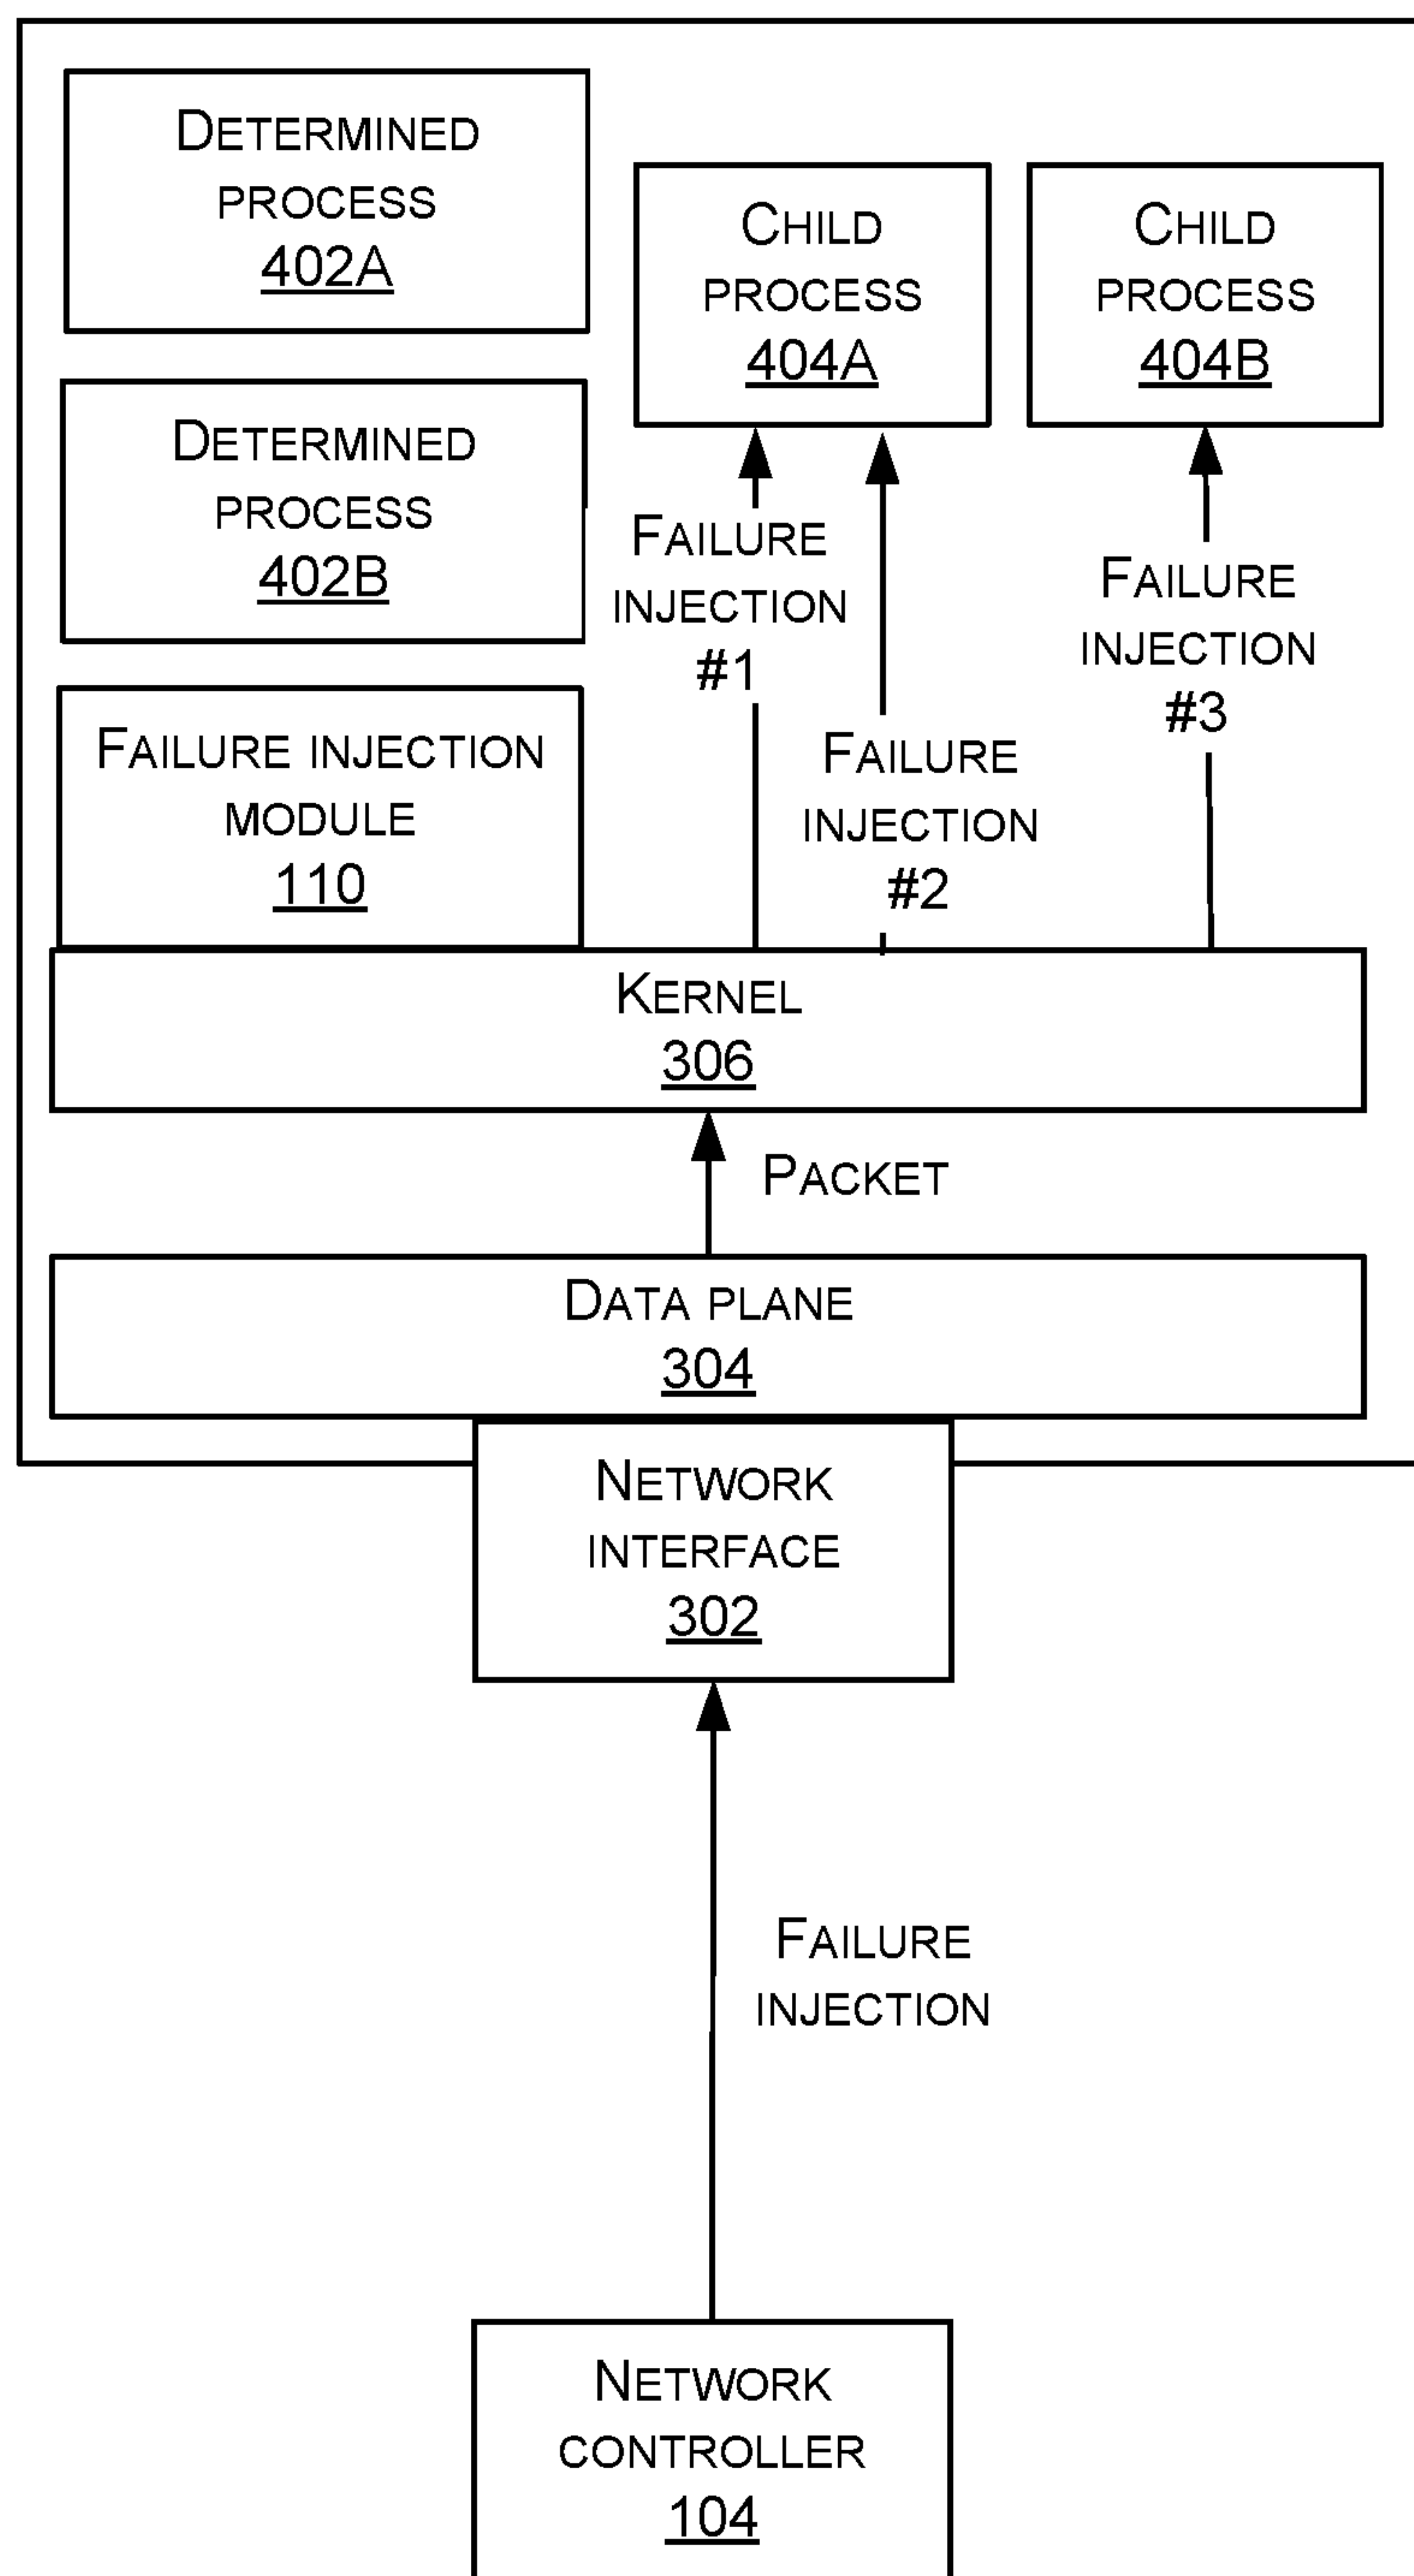 DETERMINED
PROCESS
402A
CHILD
PROCESS
404A
CHILD
PROCESS
404B
DETERMINED
PROCESS
402B
FAILURE
INJECTION
#1
FAILURE
INJECTION
#3
FAILURE INJECTION
MODULE
110
FAILURE
INJECTION
#2
KERNEL
306
PACKET
DATA PLANE
304
NETWORK
INTERFACE
302
FAILURE
INJECTION
NETWORK
CONTROLLER
104